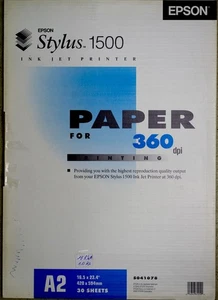 EPSON
EPSON
Stylus 1500
INK JET PRINTER
PAPER
FOR 360 dpi
PRINTING
Providing you with the highest reproduction quality output
from your EPSON Stylus 1500 Ink Jet Printer at 360 dpi.
A2
16.5 x 23.4"
420 x 594mm
30 SHEETS
S041070
EPSON